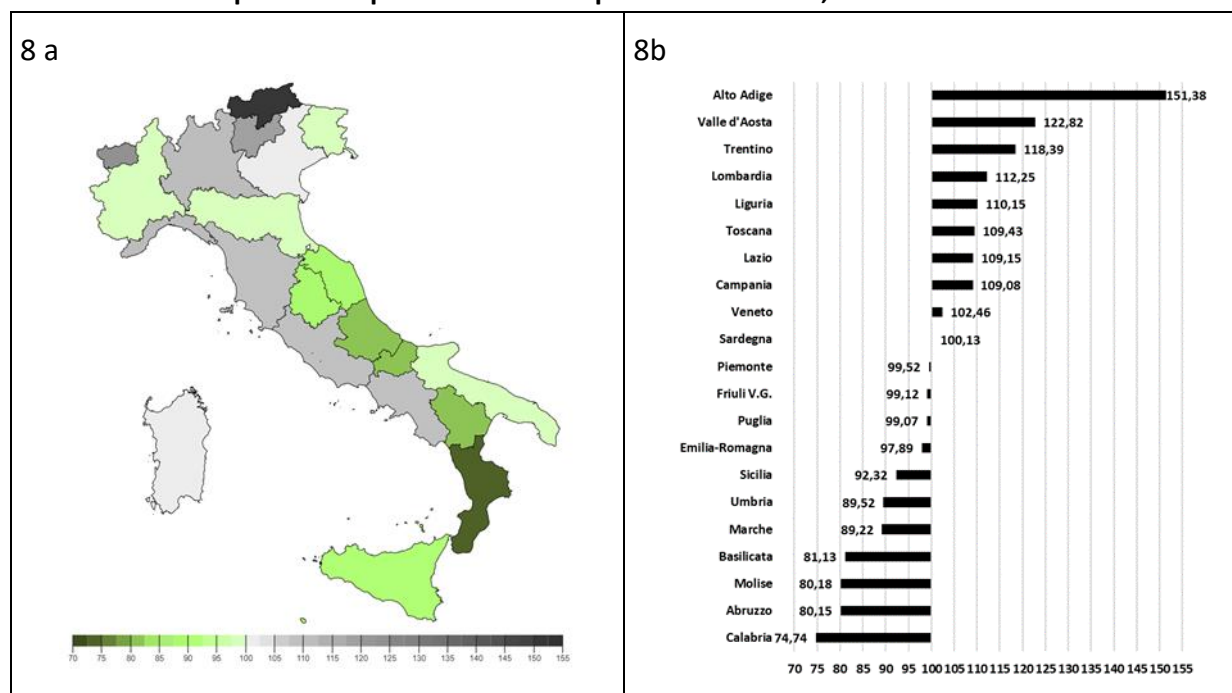 8 a
70 75 80 85 90 95 100 105 110 115 120 125 130 135 140 145 150 155
8b
Alto Adige 151,38
Valle d'Aosta 122,82
Trentino 118,39
Lombardia 112,25
Liguria 110,15
Toscana 109,43
Lazio 109,15
Campania 109,08
Veneto 102,46
Sardegna 100,13
Piemonte 99,52
Friuli V.G. 99,12
Puglia 99,07
Emilia-Romagna 97,89
Sicilia 92,32
Umbria 89,52
Marche 89,22
Basilicata 81,13
Molise 80,18
Abruzzo 80,15
Calabria 74,74
70 75 80 85 90 95 100 105 110 115 120 125 130 135 140 145 150 155